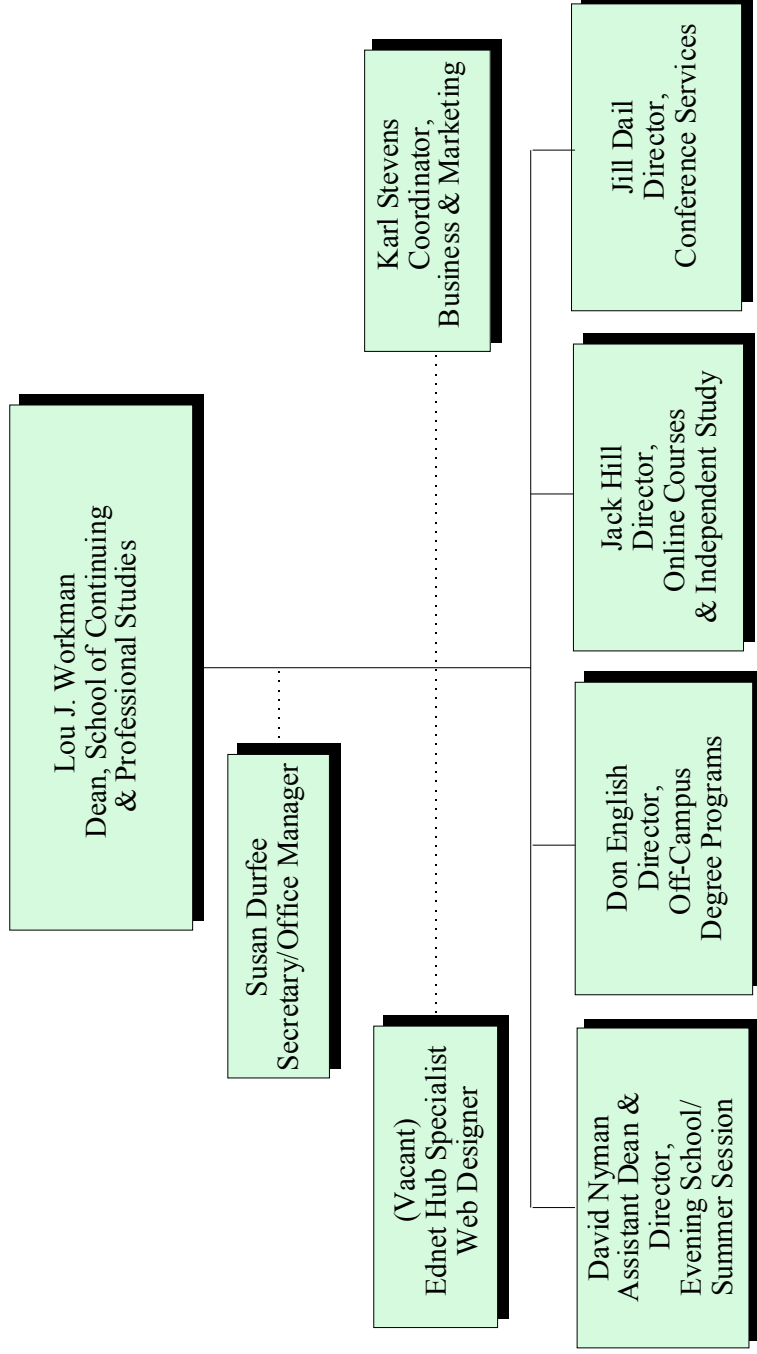 Lou J. Workman
Dean, School of Continuing
& Professional Studies
Susan Durfee
Secretary/Office Manager
(Vacant)
Ednet Hub Specialist
Web Designer
Karl Stevens
Coordinator,
Business & Marketing
David Nyman
Assistant Dean &
Director,
Evening School/
Summer Session
Don English
Director,
Off-Campus
Degree Programs
Jack Hill
Director,
Online Courses
& Independent Study
Jill Dail
Director,
Conference Services